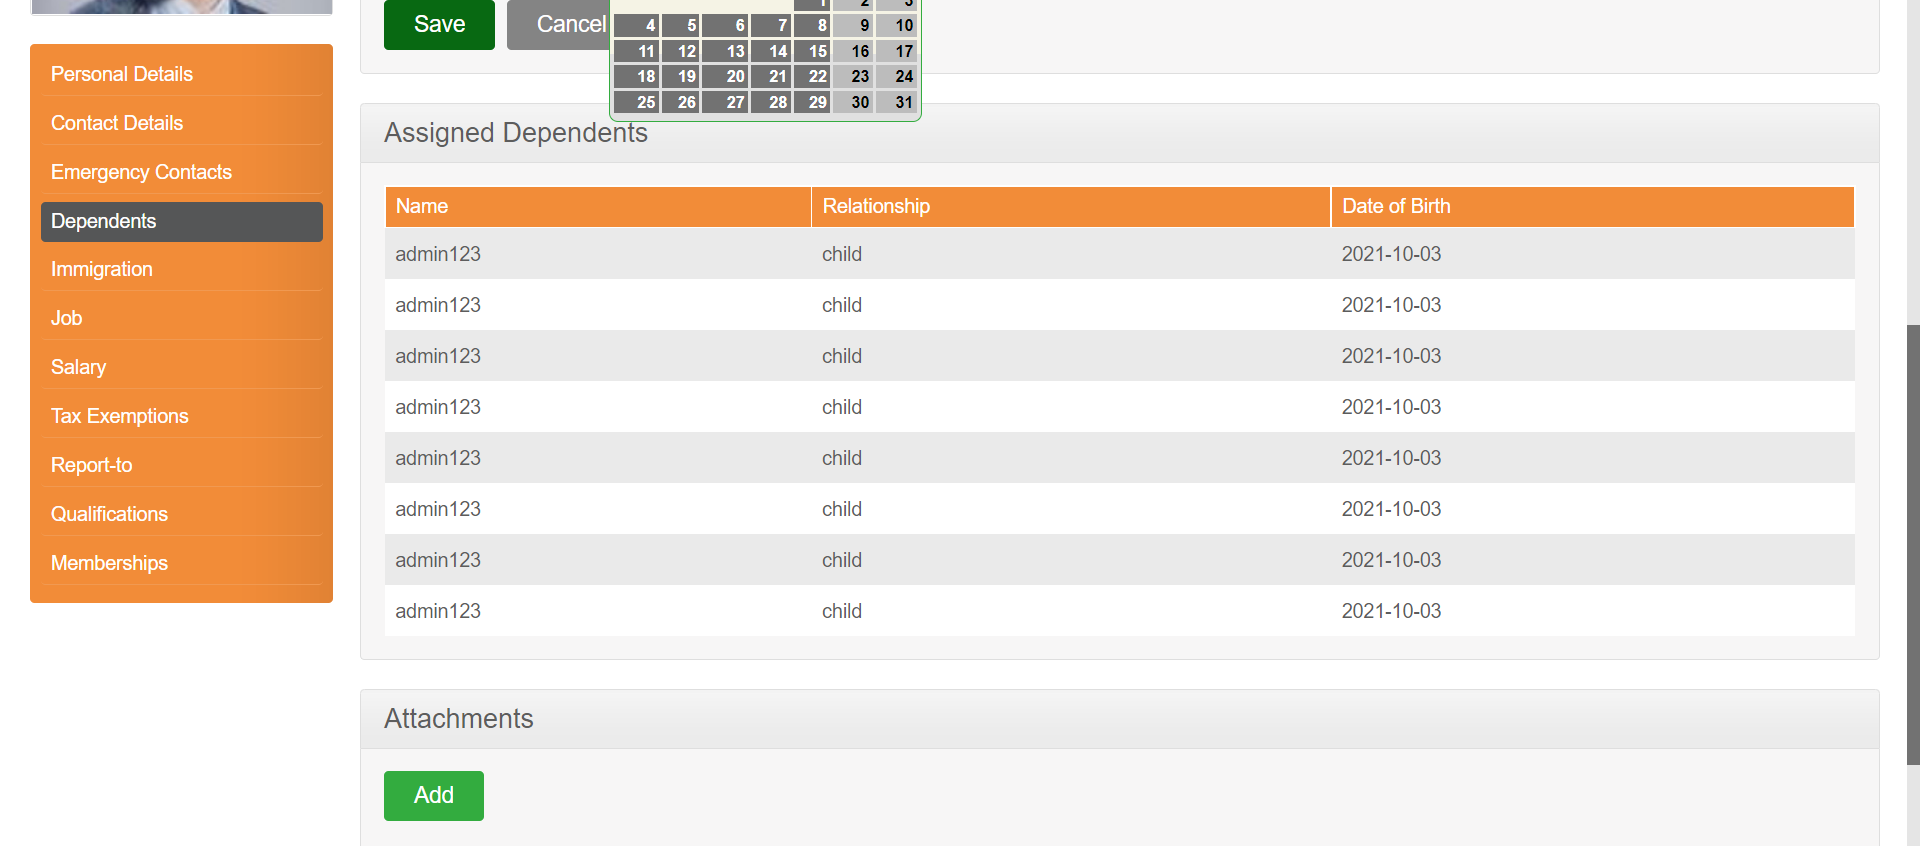 Save Cancel
1 2 3
4 5 6 7 8 9 10
11 12 13 14 15 16 17
18 19 20 21 22 23 24
25 26 27 28 29 30 31
Personal Details
Contact Details
Emergency Contacts
Dependents
Immigration
Job
Salary
Tax Exemptions
Report-to
Qualifications
Memberships
Assigned Dependents
Name Relationship Date of Birth
admin123 child 2021-10-03
admin123 child 2021-10-03
admin123 child 2021-10-03
admin123 child 2021-10-03
admin123 child 2021-10-03
admin123 child 2021-10-03
admin123 child 2021-10-03
admin123 child 2021-10-03
Attachments
Add